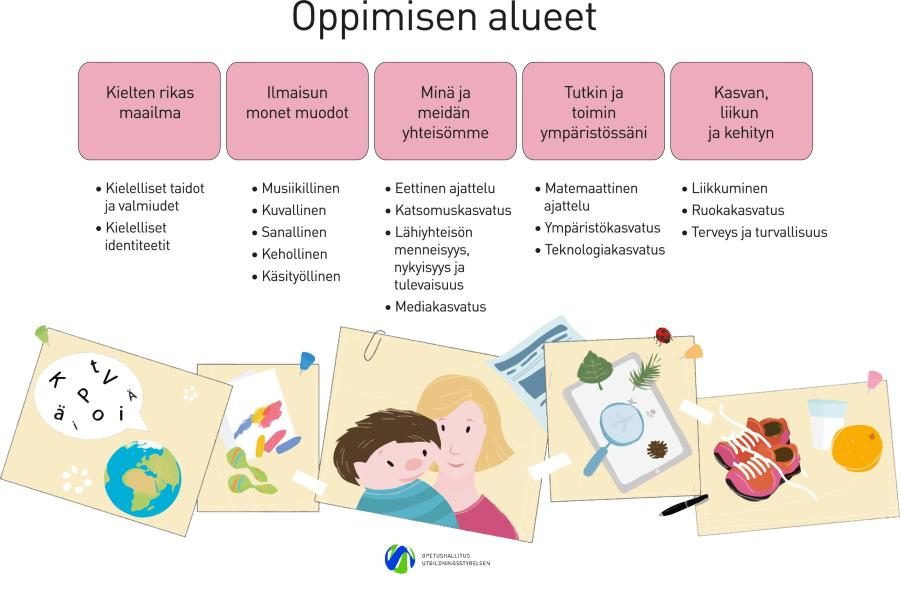 Oppimisen alueet
Kielten rikas
maailma
Ilmaisun
monet muodot
Minä ja
meidän
yhteisömme
Tutkin ja
toimin
ympäristössäni
Kasvan,
liikun
ja kehityn
• Kielelliset taidot
ja valmiudet
• Kielelliset
identiteetit
• Musiikillinen
• Kuvallinen
• Sanallinen
• Kehollinen
• Käsityöllinen
• Eettinen ajattelu
• Katsomuskasvatus
• Lähiyhteisön
menneisyys,
nykyisyys ja
tulevaisuus
• Mediakasvatus
• Matemaattinen
ajattelu
• Ympäristökasvatus
• Teknologiakasvatus
• Liikkuminen
• Ruokakasvatus
• Terveys ja turvallisuus
K t V
P Ä
ä i o i
OPETUSHALLITUS
UTBILDNINGSSTYRELSEN